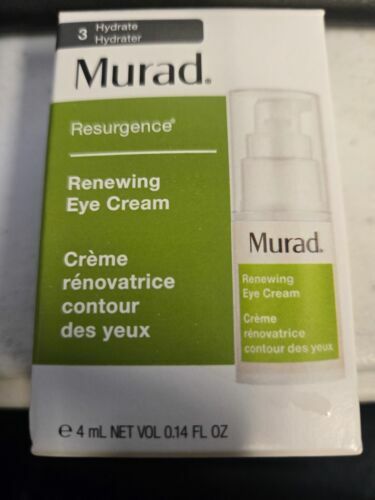 3 Hydrate
Hydrater
Murad.®
Resurgence®
Renewing
Eye Cream
Crème
rénovatrice
contour
des yeux
Murad.
Renewing
Eye Cream
Crème
rénovatrice
contour des yeux
℮ 4 mL NET VOL 0.14 FL OZ